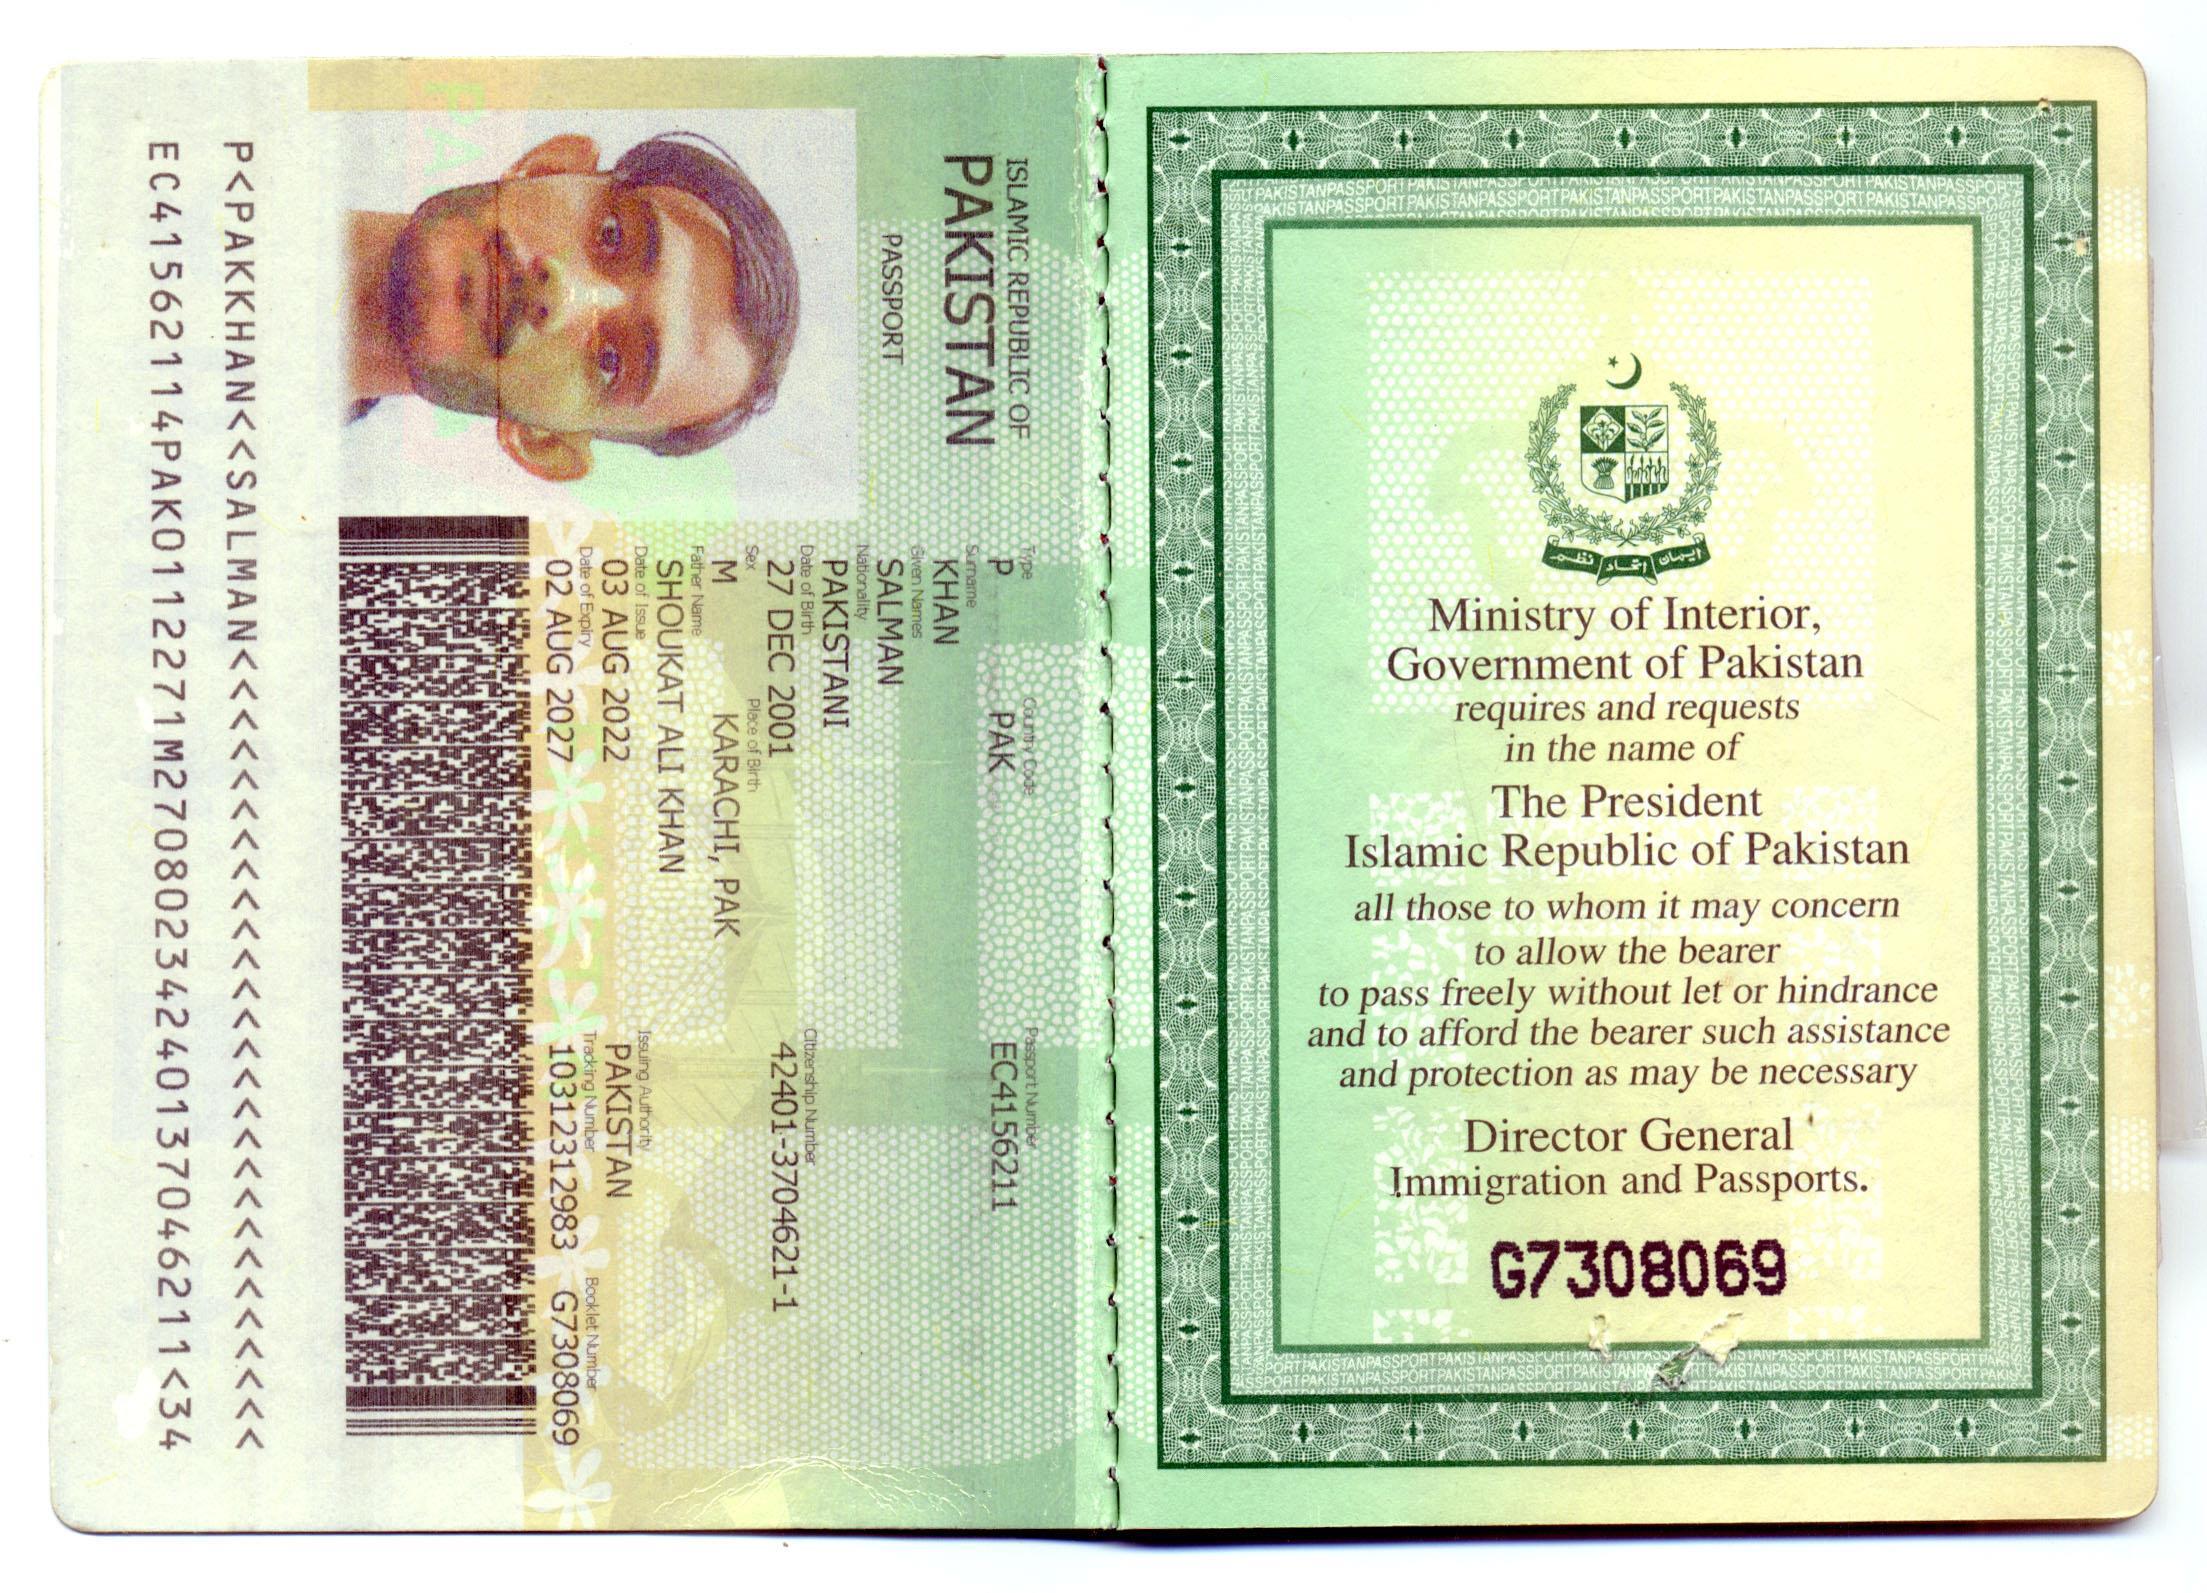 ISLAMIC REPUBLIC OF
PAKISTAN
PASSPORT
Type Country Code Passport Number
P PAK EC4156211
Surname
KHAN
Given Names
SALMAN
Nationality
PAKISTANI
Date of Birth Citizenship Number
27 DEC 2001 42401-3704621-1
Sex Place of Birth
M KARACHI, PAK
Father Name
SHOUKAT ALI KHAN
Date of Issue Issuing Authority
03 AUG 2022 PAKISTAN
Date of Expiry Tracking Number Booklet Number
02 AUG 2027 10312312983 G7308069
P<PAKKHAN<<SALMAN<<<<<<<<<<<<<<<<<<<<<<<<<<<
EC41562114PAK0112271M27080234240137046211<34
ایمان اتحاد نظم
Ministry of Interior,
Government of Pakistan
requires and requests
in the name of
The President
Islamic Republic of Pakistan
all those to whom it may concern
to allow the bearer
to pass freely without let or hindrance
and to afford the bearer such assistance
and protection as may be necessary
Director General
Immigration and Passports.
G7308069